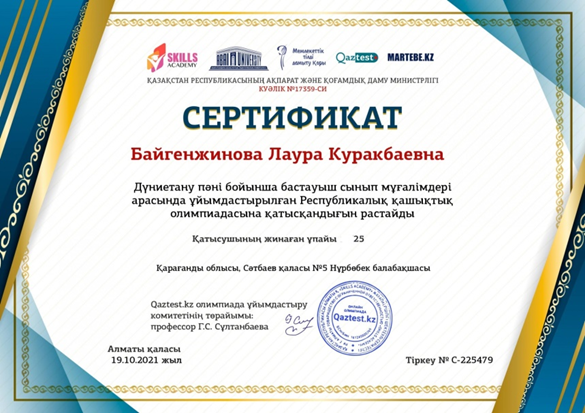 SKILLS
ACADEMY
ABAI UNIVERSITY
Мемлекеттік
тілді
дамыту қоры
Qaztest
MARTEBE.KZ
ҚАЗАҚСТАН РЕСПУБЛИКАСЫНЫҢ АҚПАРАТ ЖӘНЕ ҚОҒАМДЫҚ ДАМУ МИНИСТРЛІГІ
КУӘЛІК №17359-СИ
СЕРТИФИКАТ
Байгенжинова Лаура Куракбаевна
Дүниетану пәні бойынша бастауыш сынып мұғалімдері
арасында ұйымдастырылған Республикалық қашықтық
олимпиадасына қатысқандығын растайды
Қатысушының жинаған ұпайы 25
Қарағанды облысы, Сәтбаев қаласы №5 Нұрбөбек балабақшасы
Qaztest.kz олимпиада ұйымдастыру
комитетінің төрайымы:
профессор Г.С. Сұлтанбаева
ОНЛАЙН
ОЛИМПИАДА
Qaztest.kz
Алматы қаласы
19.10.2021 жыл
Тіркеу № C-225479